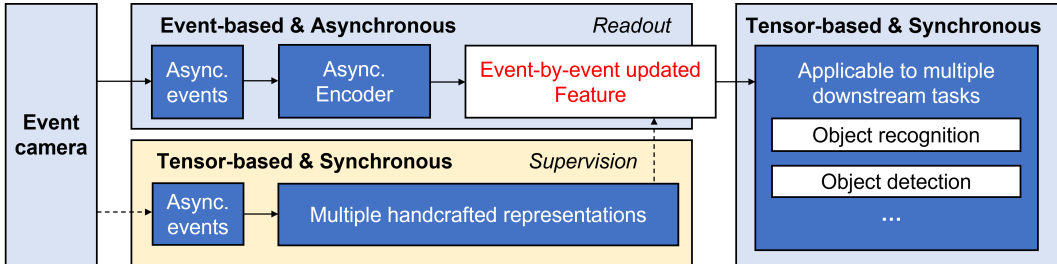 Event
camera
Event-based & Asynchronous
Readout
Async.
events
Async.
Encoder
Event-by-event updated
Feature
Tensor-based & Synchronous
Supervision
Async.
events
Multiple handcrafted representations
Tensor-based & Synchronous
Applicable to multiple
downstream tasks
Object recognition
Object detection
...